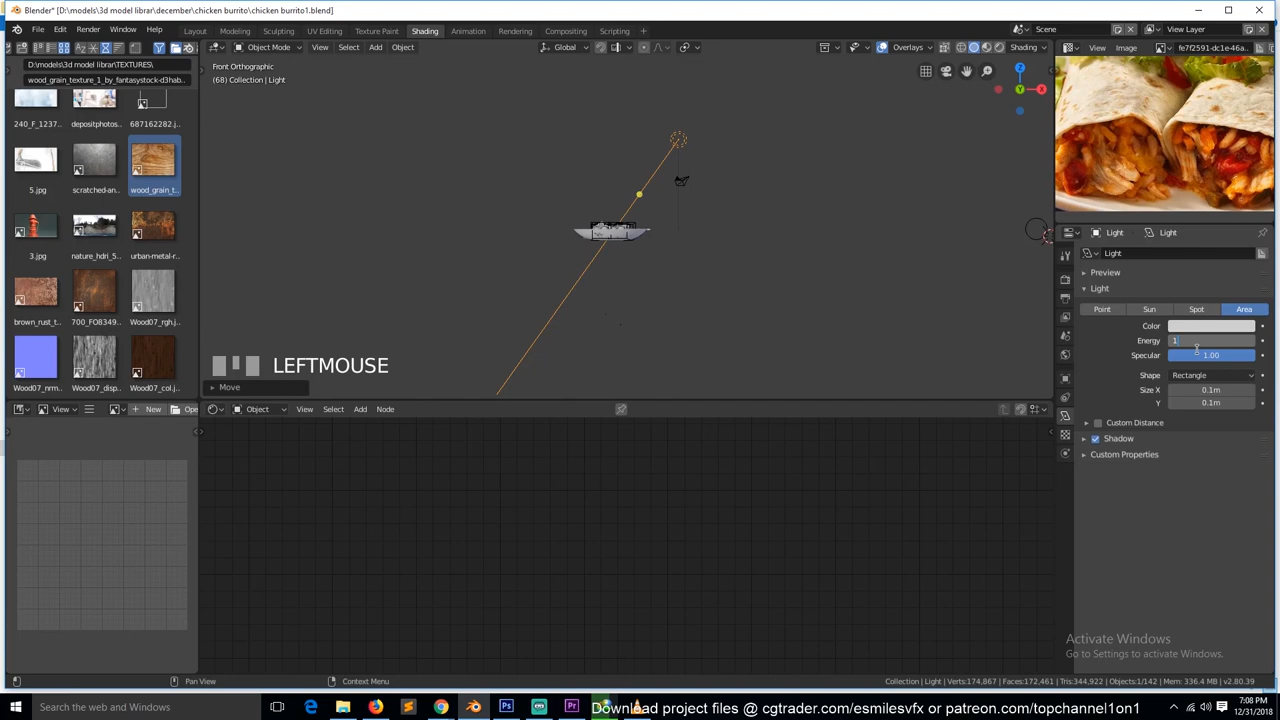 Blender* [D:\models\3d model librar\december\chicken burrito\chicken burrito1.blend]
File Edit Render Window Help
Layout Modeling Sculpting UV Editing Texture Paint Shading Animation Rendering Compositing Scripting
Scene View Layer
Object Mode View Select Add Object Global Overlays Shading View Image fe7f2591-dc1e-46a..
D:\models\3d model librar\TEXTURES\
wood_grain_texture_1_by_fantasystock-d3hab..
240_F_1237.. depositphotos.. 687162282.j..
5.jpg scratched-an.. wood_grain_t..
3.jpg nature_hdri_5.. urban-metal-r..
brown_rust_t.. 700_FO8349.. Wood07_rgh.j..
Wood07_nrm.. Wood07_disp.. Wood07_col.j..
Front Orthographic
(68) Collection | Light
Z
Y
X
LEFTMOUSE
Move
Light Light
Light
Preview
Light
Point Sun Spot Area
Color
Energy 1
Specular 1.00
Shape Rectangle
Size X 0.1m
Y 0.1m
Custom Distance
Shadow
Custom Properties
View New Ope
Object View Select Add Node
Activate Windows
Go to Settings to activate Windows.
Pan View Context Menu
Collection | Light | Verts:174,867 | Faces:172,461 | Tris:344,922 | Objects:1/142 | Mem: 336.4 MB | v2.80.39
Search the web and Windows
Download project files @ cgtrader.com/esmilesvfx or patreon.com/topchannel1on1
7:08 PM
12/31/2018